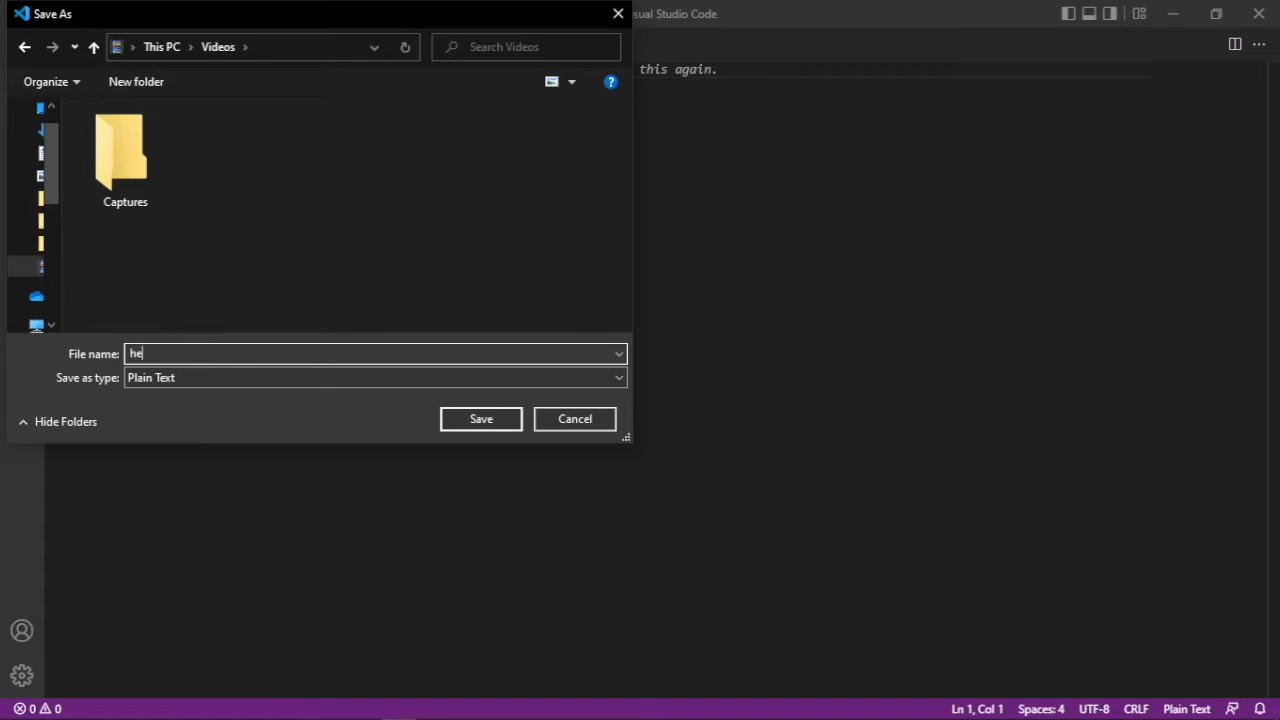 Save As
sual Studio Code
This PC
Videos
Search Videos
this again.
Organize
New folder
Captures
File name: he
Save as type: Plain Text
Hide Folders
Save
Cancel
0 0
Ln 1, Col 1
Spaces: 4
UTF-8
CRLF
Plain Text